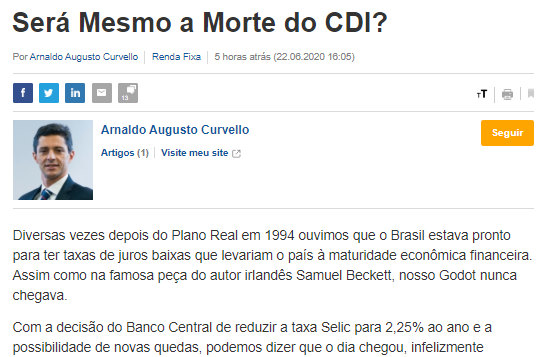 Será Mesmo a Morte do CDI?
Por Arnaldo Augusto Curvello | Renda Fixa | 5 horas atrás (22.06.2020 16:05)
13
тT
Arnaldo Augusto Curvello
Seguir
Artigos (1) | Visite meu site
Diversas vezes depois do Plano Real em 1994 ouvimos que o Brasil estava pronto
para ter taxas de juros baixas que levariam o país à maturidade econômica financeira.
Assim como na famosa peça do autor irlandês Samuel Beckett, nosso Godot nunca
chegava.
Com a decisão do Banco Central de reduzir a taxa Selic para 2,25% ao ano e a
possibilidade de novas quedas, podemos dizer que o dia chegou, infelizmente